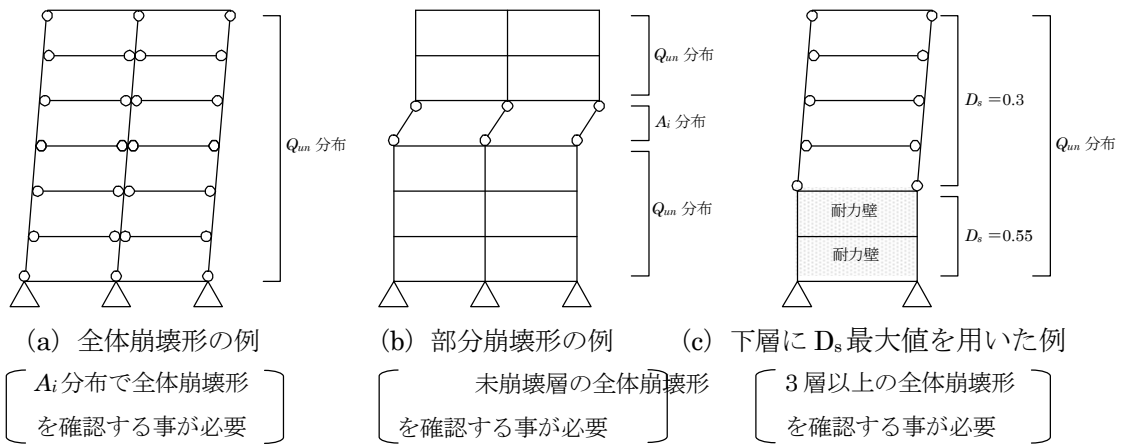 Qun 分布
(a) 全体崩壊形の例
Ai 分布で全体崩壊形
を確認する事が必要
Qun 分布
Ai 分布
Qun 分布
(b) 部分崩壊形の例
未崩壊層の全体崩壊形
を確認する事が必要
Ds =0.3
耐力壁
耐力壁
Ds =0.55
Qun 分布
(c) 下層に Ds 最大値を用いた例
3 層以上の全体崩壊形
を確認する事が必要